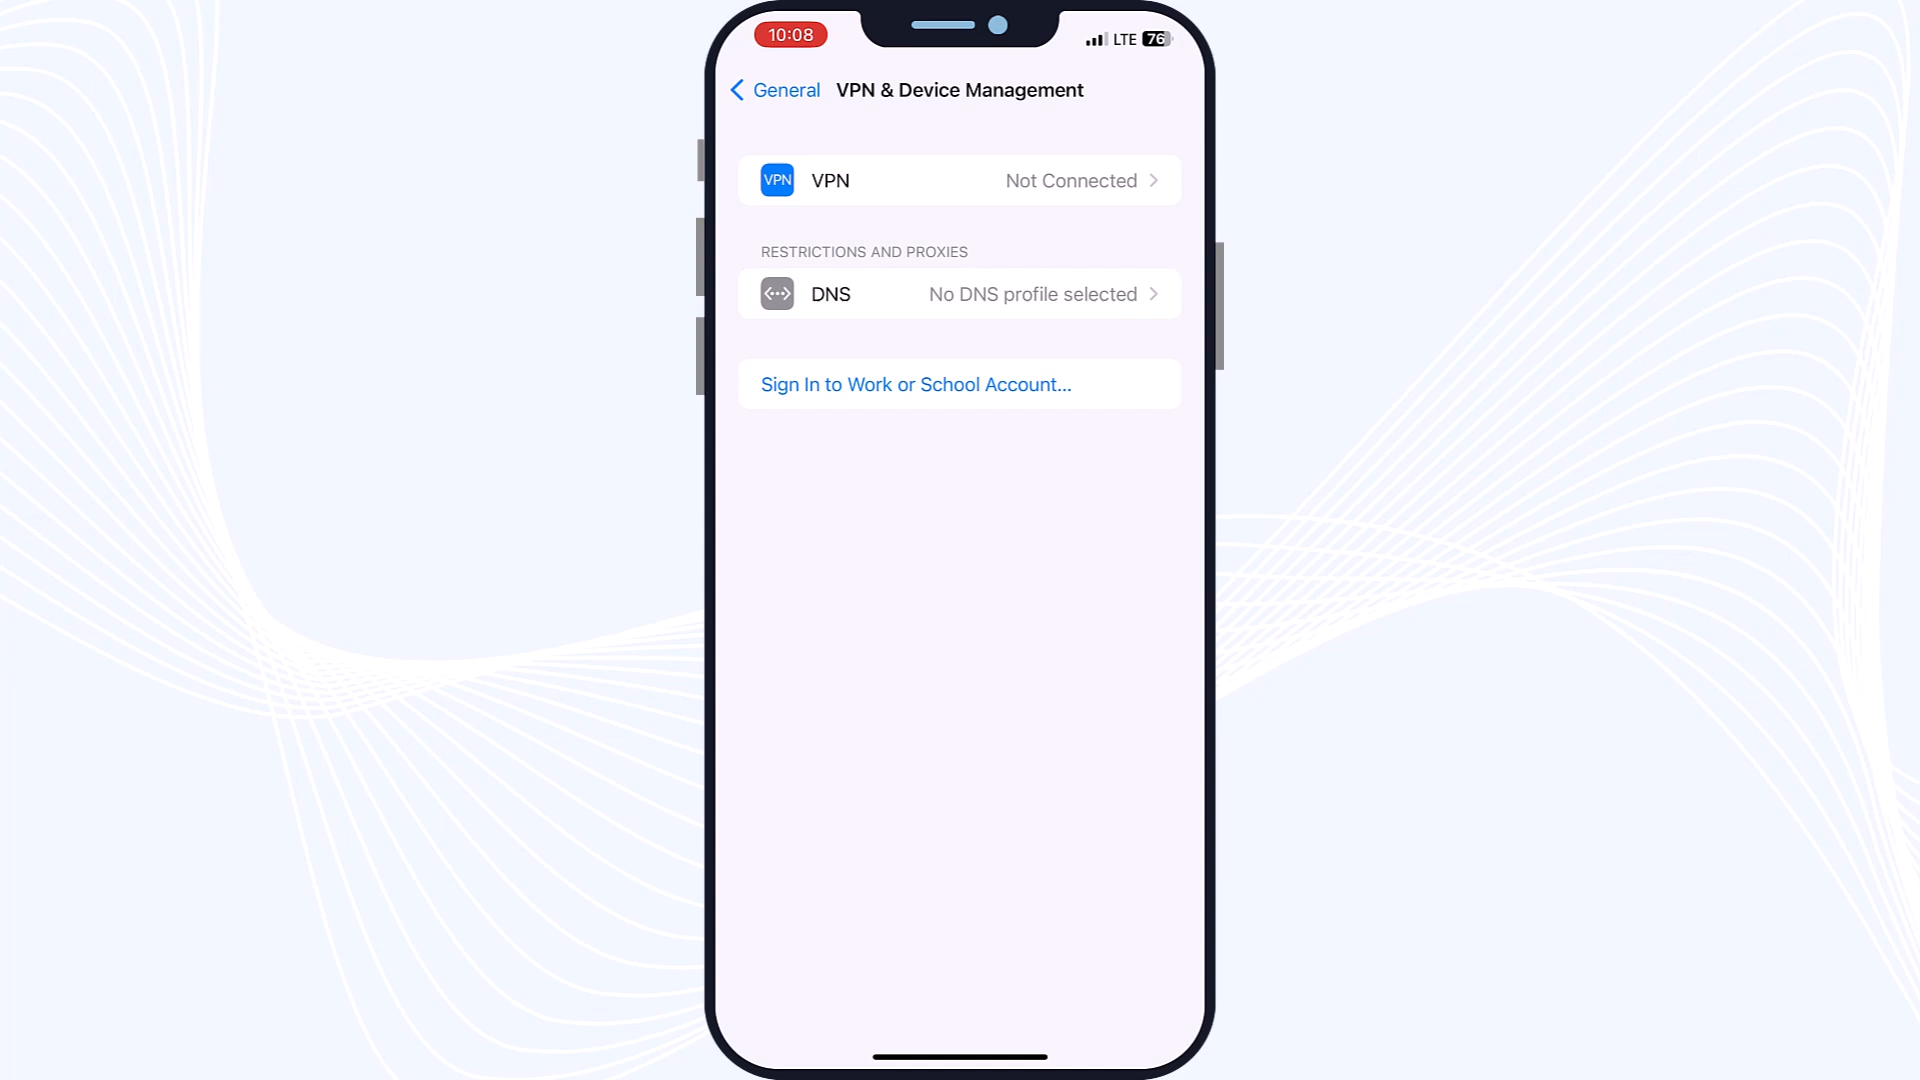 10:08
LTE 76
General VPN & Device Management
VPN VPN Not Connected
RESTRICTIONS AND PROXIES
DNS No DNS profile selected
Sign In to Work or School Account...